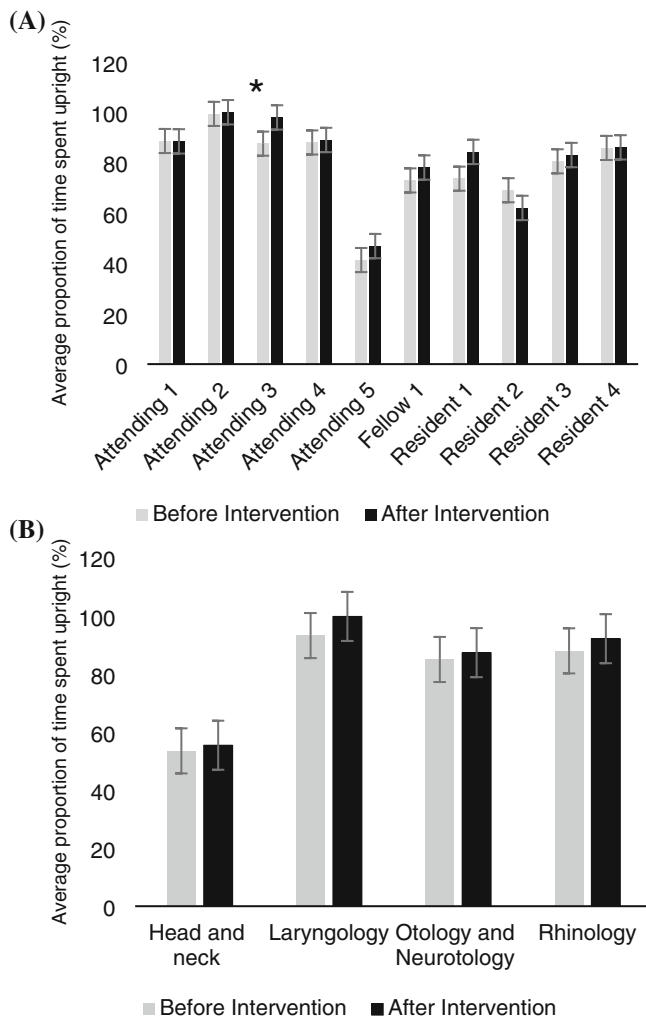 (A)
Average proportion of time spent upright (%)
120
100
80
60
40
20
0
*
Attending 1
Attending 2
Attending 3
Attending 4
Attending 5
Fellow 1
Resident 1
Resident 2
Resident 3
Resident 4
Before Intervention After Intervention
(B)
Average proportion of time spent upright (%)
120
100
80
60
40
20
0
Head and neck
Laryngology
Otology and Neurotology
Rhinology
Before Intervention After Intervention